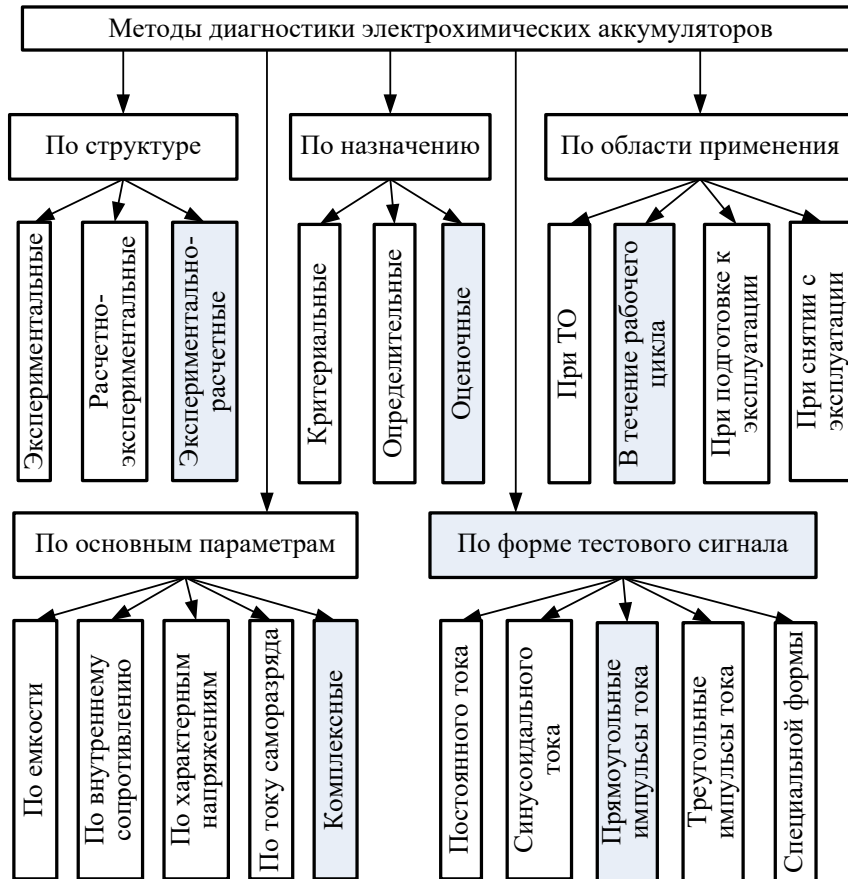 Методы диагностики электрохимических аккумуляторов
По структуре
По назначению
По области применения
Экспериментальные
Расчетно-
экспериментальные
Экспериментально-
расчетные
Критериальные
Определительные
Оценочные
При ТО
В течение рабочего
цикла
При подготовке к
эксплуатации
При снятии с
эксплуатации
По основным параметрам
По форме тестового сигнала
По емкости
По внутреннему
сопротивлению
По характерным
напряжениям
По току саморазряда
Комплексные
Постоянного тока
Синусоидального
тока
Прямоугольные
импульсы тока
Треугольные
импульсы тока
Специальной формы